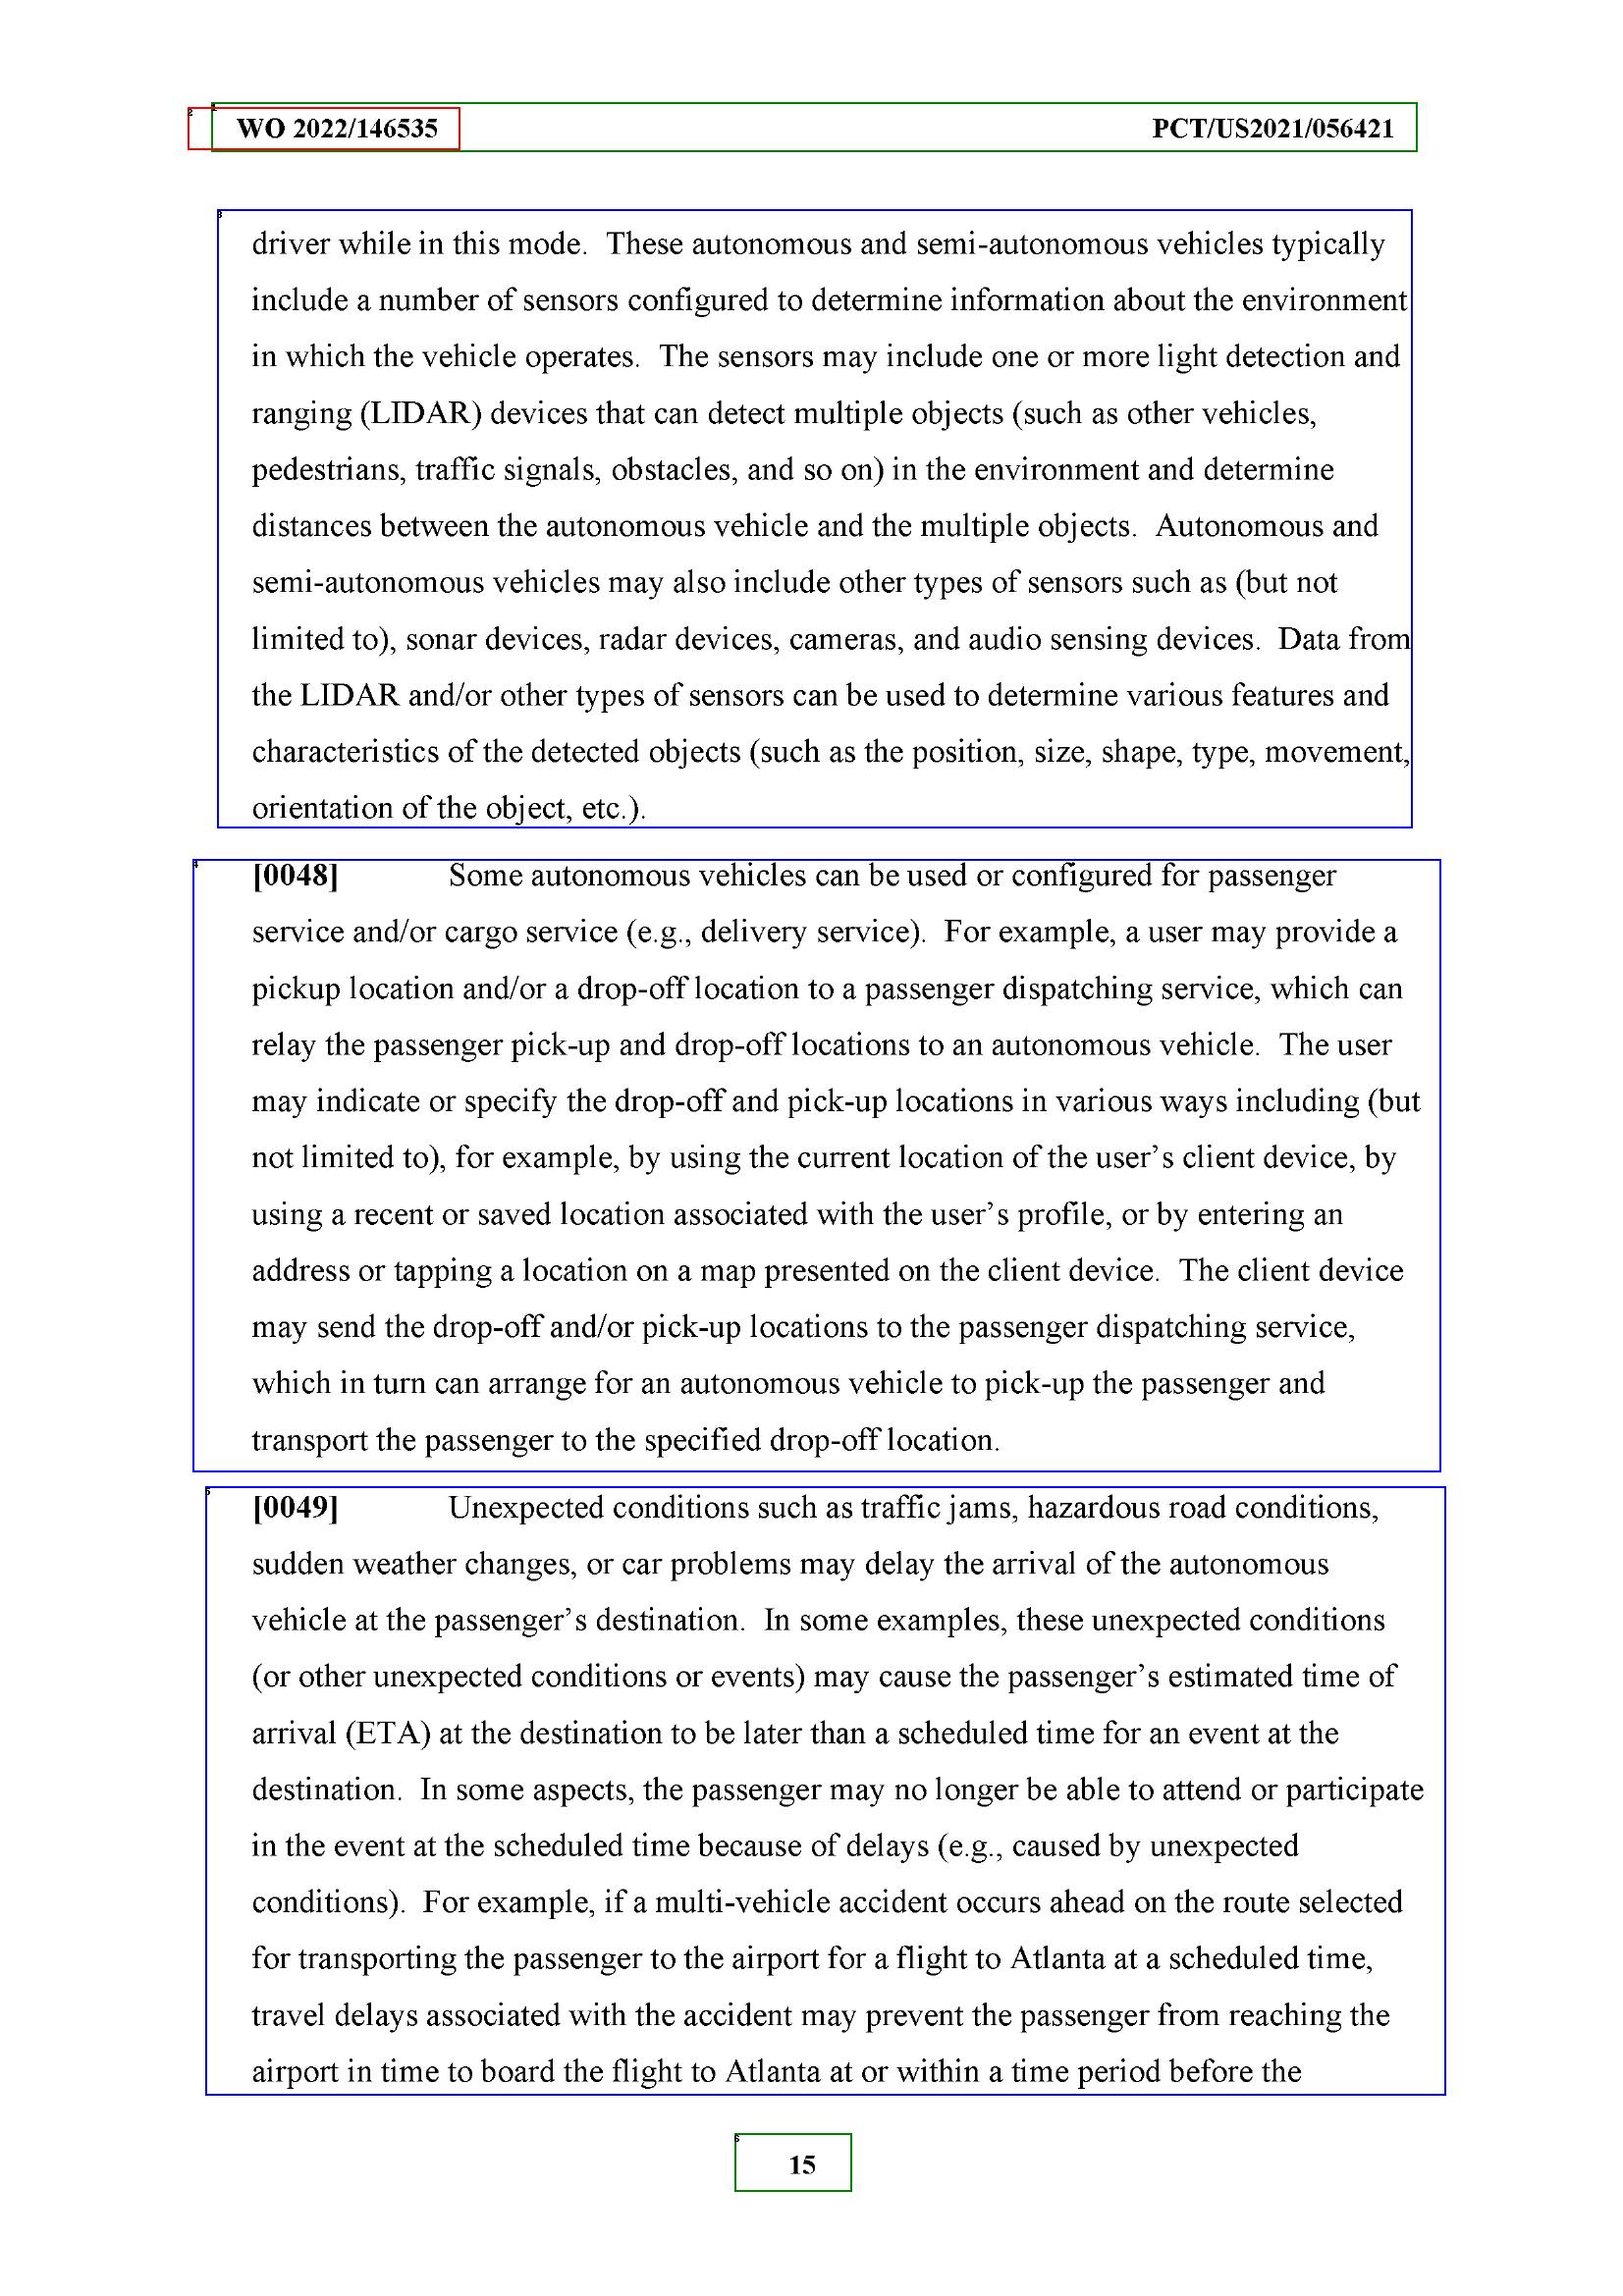 WO 2022/146535 PCT/US2021/056421
driver while in this mode.  These autonomous and semi-autonomous vehicles typically
include a number of sensors configured to determine information about the environment
in which the vehicle operates.  The sensors may include one or more light detection and
ranging (LIDAR) devices that can detect multiple objects (such as other vehicles,
pedestrians, traffic signals, obstacles, and so on) in the environment and determine
distances between the autonomous vehicle and the multiple objects.  Autonomous and
semi-autonomous vehicles may also include other types of sensors such as (but not
limited to), sonar devices, radar devices, cameras, and audio sensing devices.  Data from
the LIDAR and/or other types of sensors can be used to determine various features and
characteristics of the detected objects (such as the position, size, shape, type, movement,
orientation of the object, etc.).
[0048] Some autonomous vehicles can be used or configured for passenger
service and/or cargo service (e.g., delivery service).  For example, a user may provide a
pickup location and/or a drop-off location to a passenger dispatching service, which can
relay the passenger pick-up and drop-off locations to an autonomous vehicle.  The user
may indicate or specify the drop-off and pick-up locations in various ways including (but
not limited to), for example, by using the current location of the user’s client device, by
using a recent or saved location associated with the user’s profile, or by entering an
address or tapping a location on a map presented on the client device.  The client device
may send the drop-off and/or pick-up locations to the passenger dispatching service,
which in turn can arrange for an autonomous vehicle to pick-up the passenger and
transport the passenger to the specified drop-off location.
[0049] Unexpected conditions such as traffic jams, hazardous road conditions,
sudden weather changes, or car problems may delay the arrival of the autonomous
vehicle at the passenger’s destination.  In some examples, these unexpected conditions
(or other unexpected conditions or events) may cause the passenger’s estimated time of
arrival (ETA) at the destination to be later than a scheduled time for an event at the
destination.  In some aspects, the passenger may no longer be able to attend or participate
in the event at the scheduled time because of delays (e.g., caused by unexpected
conditions).  For example, if a multi-vehicle accident occurs ahead on the route selected
for transporting the passenger to the airport for a flight to Atlanta at a scheduled time,
travel delays associated with the accident may prevent the passenger from reaching the
airport in time to board the flight to Atlanta at or within a time period before the
15